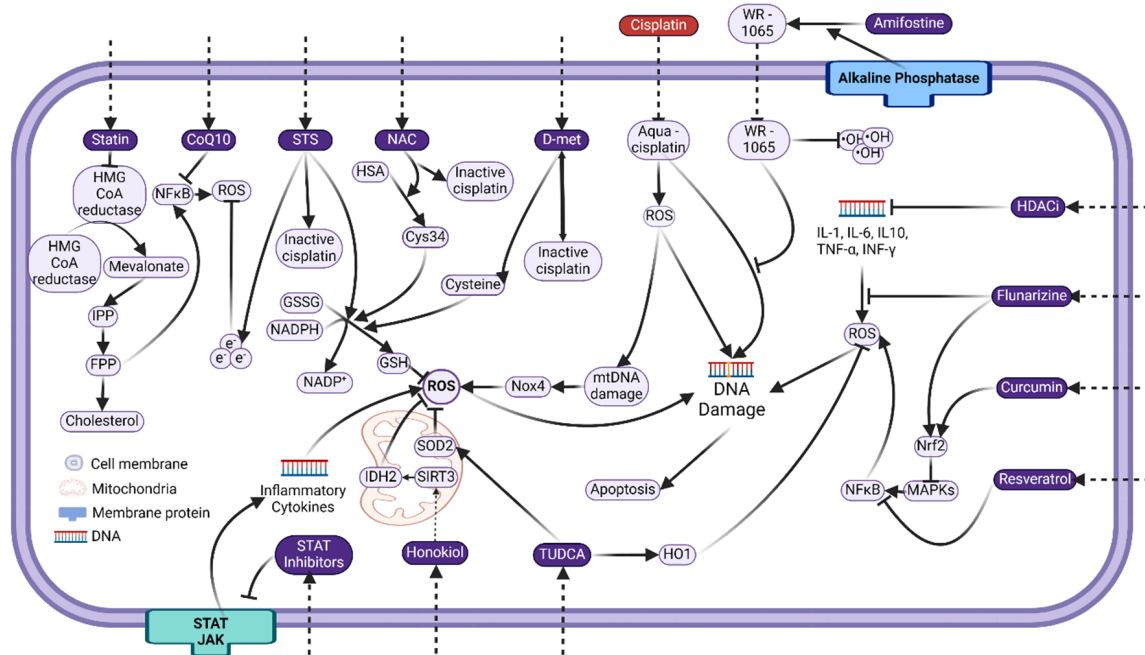 Cisplatin
WR -
1065
Amifostine
Alkaline Phosphatase
Statin
CoQ10
STS
NAC
D-met
Aqua -
cisplatin
WR -
1065
•OH
•OH
•OH
HMG
CoA
reductase
NFκB
ROS
HSA
Inactive
cisplatin
HDACi
IL-1, IL-6, IL10,
TNF-α, INF-γ
ROS
Cys34
Inactive
cisplatin
Inactive
cisplatin
HMG
CoA
reductase
Mevalonate
Cysteine
GSSG
NADPH
Flunarizine
IPP
ROS
e-
e- e-
FPP
GSH
NADP+
ROS
Nox4
mtDNA
damage
DNA
Damage
Curcumin
Cholesterol
SOD2
Nrf2
Cell membrane
Mitochondria
Membrane protein
DNA
Inflammatory
Cytokines
IDH2
SIRT3
Apoptosis
NFκB
MAPKs
Resveratrol
STAT
Inhibitors
Honokiol
TUDCA
HO1
STAT
JAK